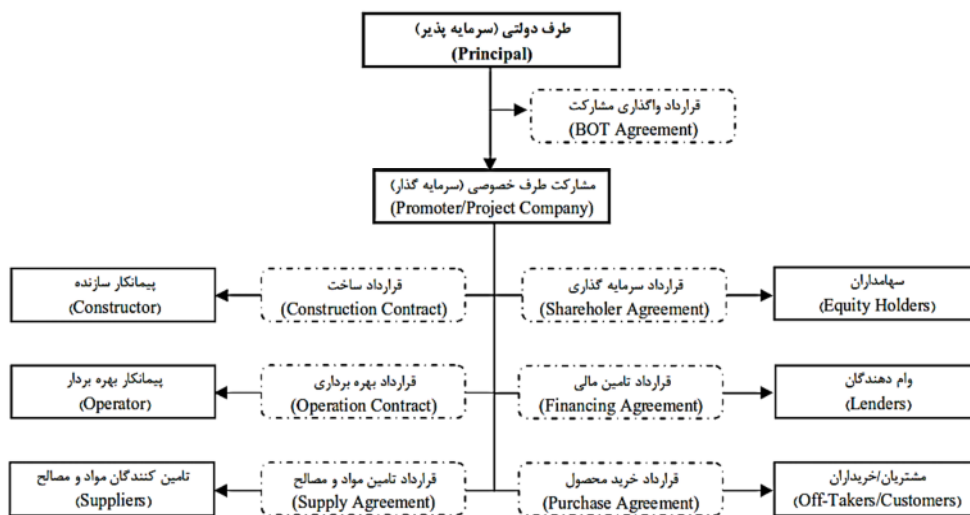 طرف دولتی (سرمایه پذیر)
(Principal)
قرارداد واگذاری مشارکت
(BOT Agreement)
مشارکت طرف خصوصی (سرمایه گذار)
(Promoter/Project Company)
پیمانکار سازنده
(Constructor)
قرارداد ساخت
(Construction Contract)
قرارداد سرمایه گذاری
(Shareholer Agreement)
سهامداران
(Equity Holders)
پیمانکار بهره بردار
(Operator)
قرارداد بهره برداری
(Operation Contract)
قرارداد تامین مالی
(Financing Agreement)
وام دهندگان
(Lenders)
تامین کنندگان مواد و مصالح
(Suppliers)
قرارداد تامین مواد و مصالح
(Supply Agreement)
قرارداد خرید محصول
(Purchase Agreement)
مشتریان/خریداران
(Off-Takers/Customers)